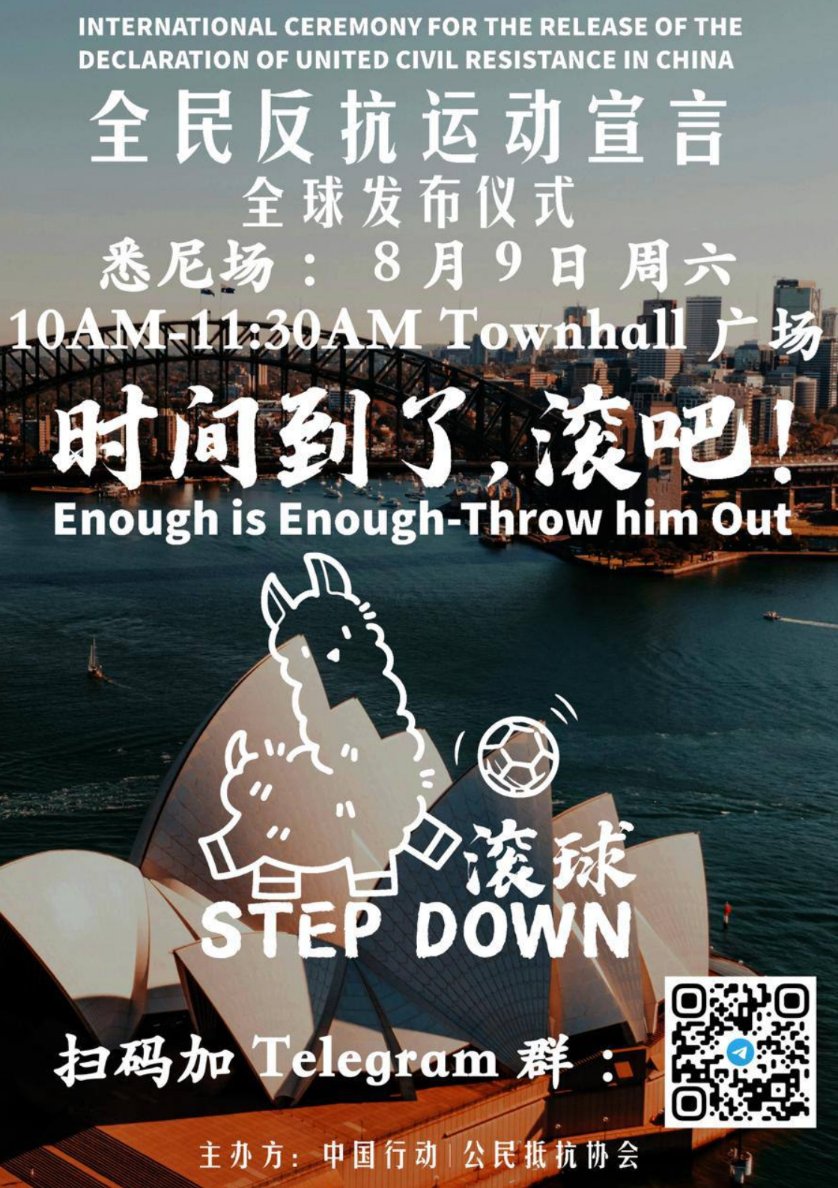 INTERNATIONAL CEREMONY FOR THE RELEASE OF THE
DECLARATION OF UNITED CIVIL RESISTANCE IN CHINA
全民反抗运动宣言
全球发布仪式
悉尼场： 8月9日 周六
10AM-11:30AM Townhall 广场
时间到了,滚吧!
Enough is Enough-Throw him Out
滚球
STEP DOWN
扫码加 Telegram 群：
主办方：中国行动|公民抵抗协会